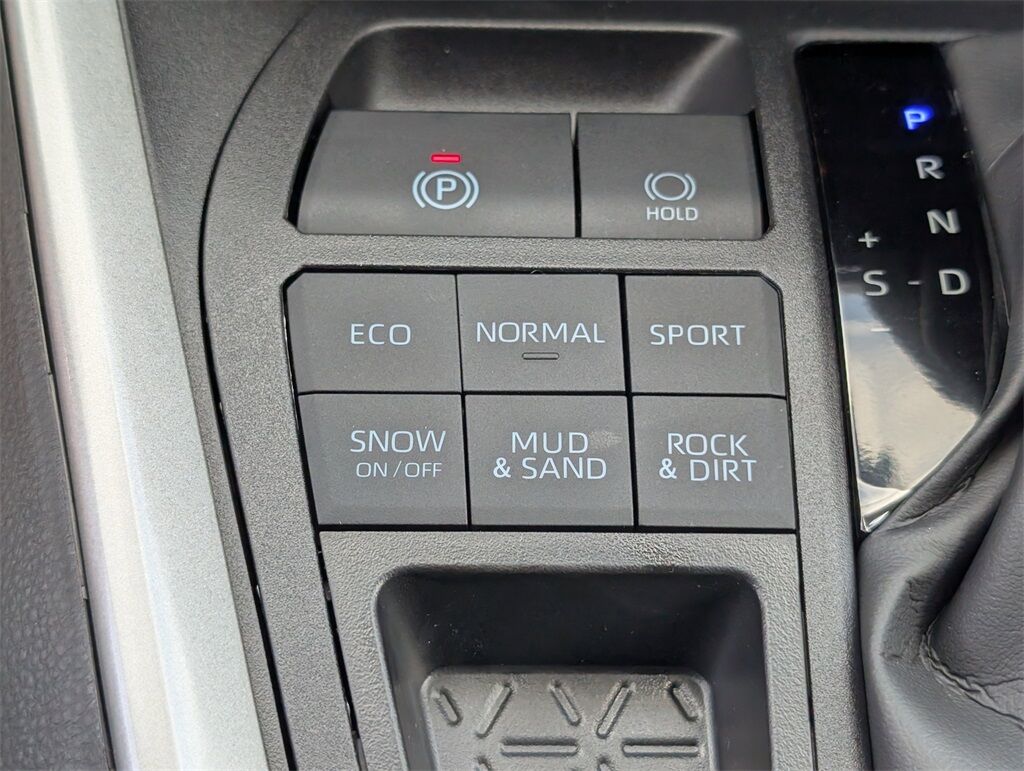 P
HOLD
P
R
N
+
S - D
-
ECO
NORMAL
SPORT
SNOW
ON / OFF
MUD
& SAND
ROCK
& DIRT